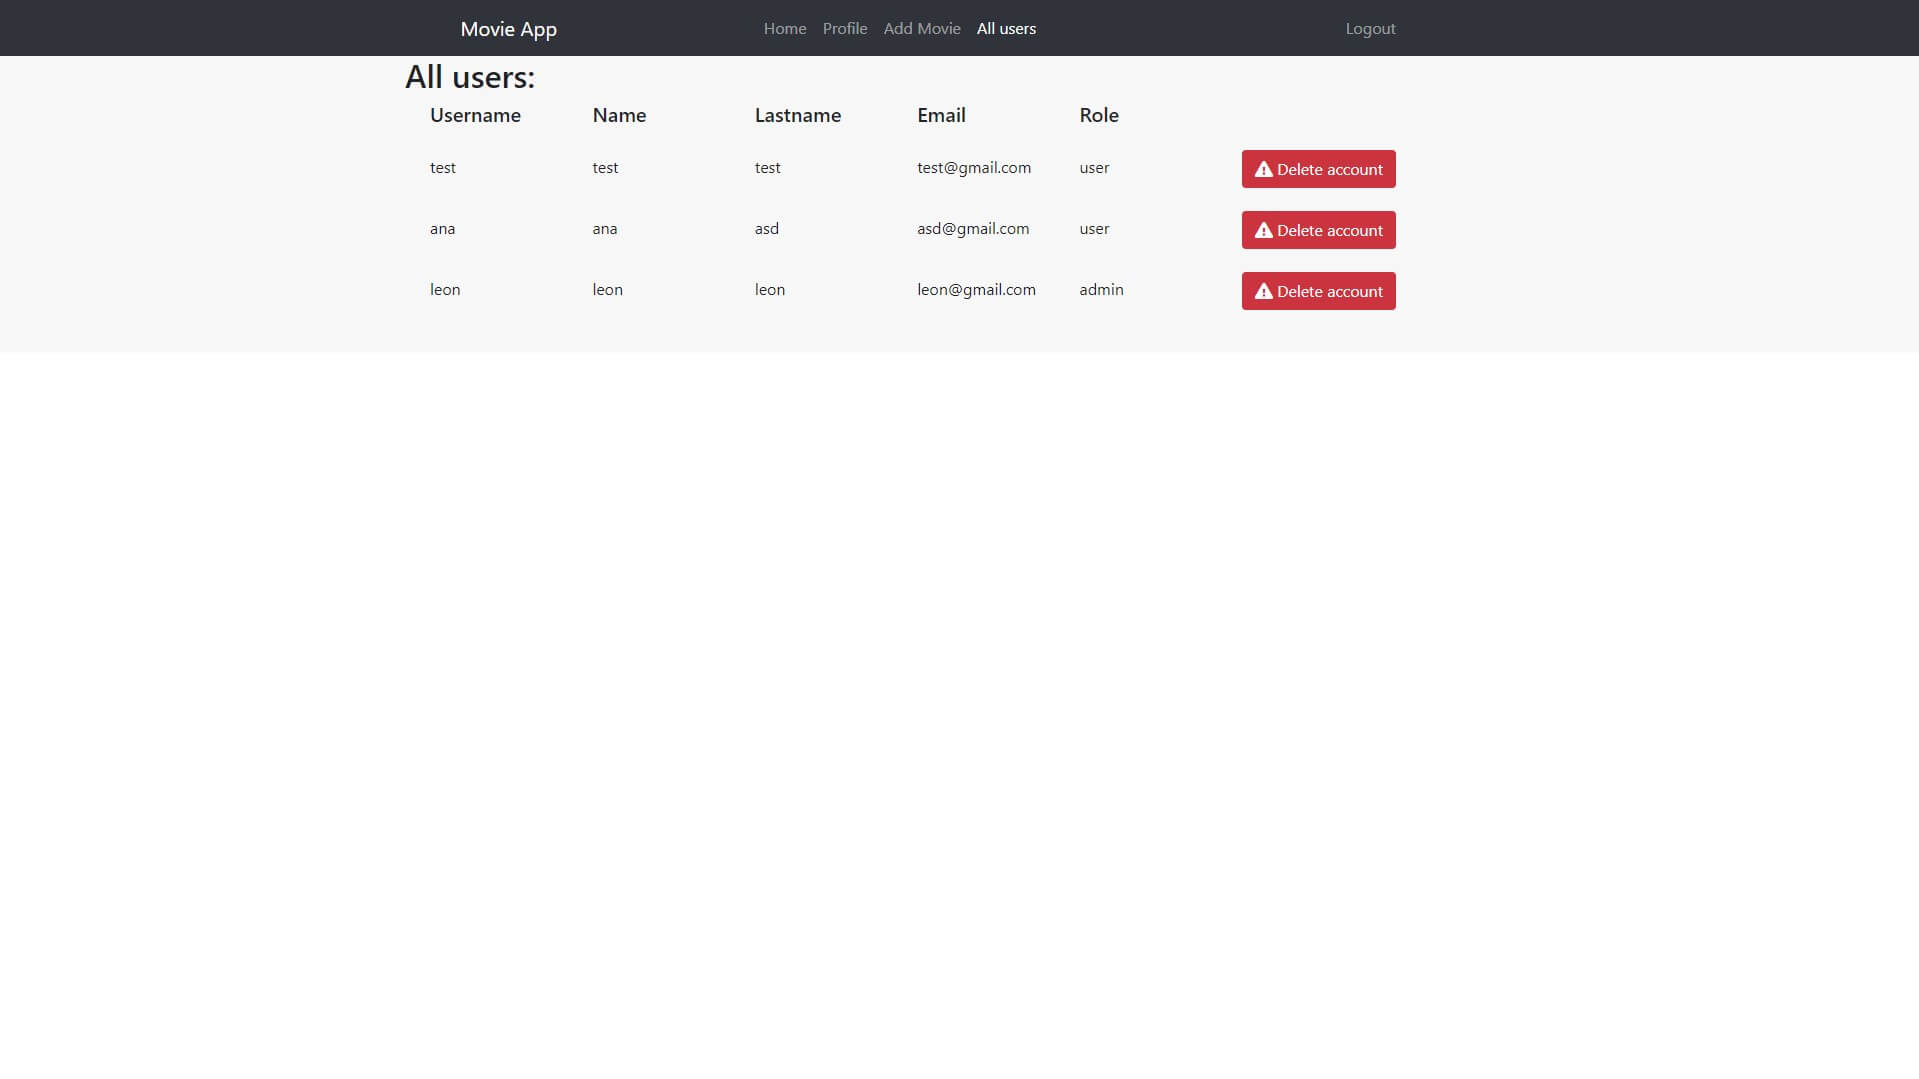 Movie App Home Profile Add Movie All users Logout
All users:
Username Name Lastname Email Role
test test test test@gmail.com user Delete account
ana ana asd asd@gmail.com user Delete account
leon leon leon leon@gmail.com admin Delete account